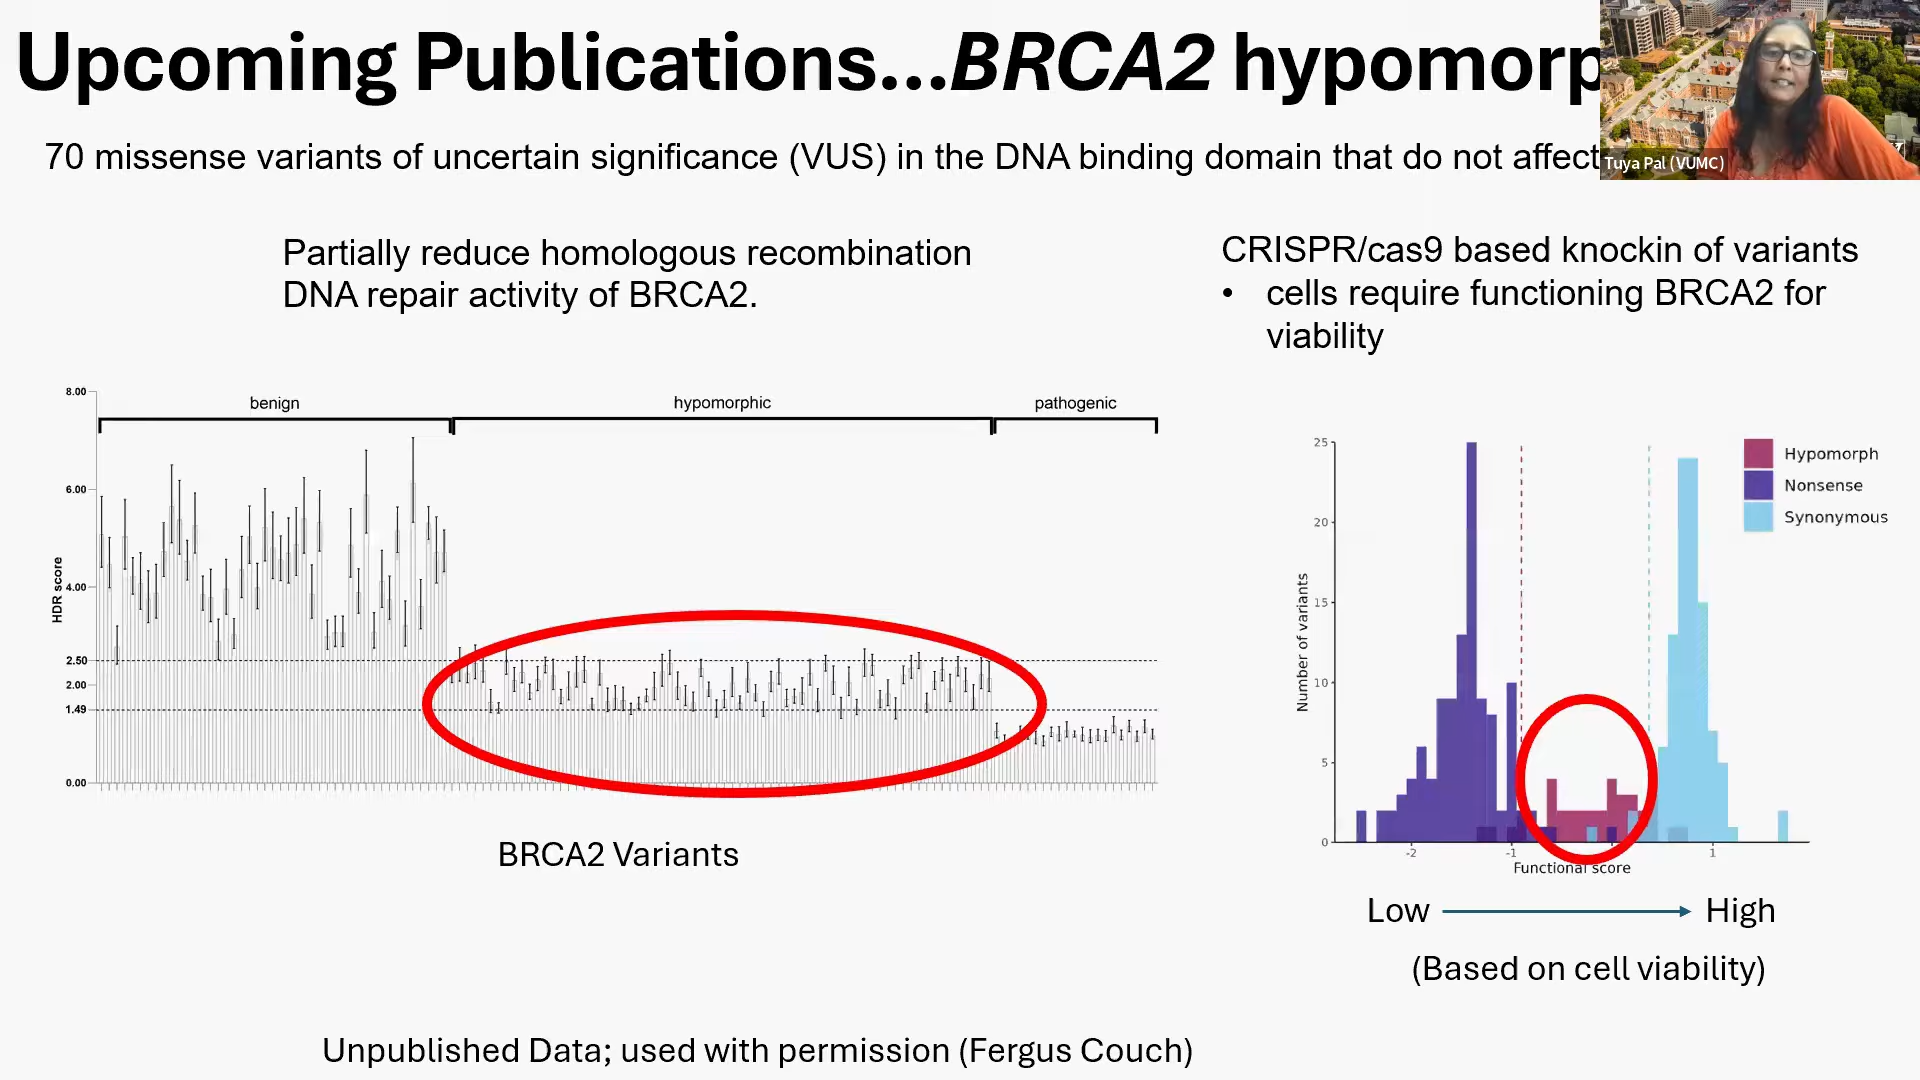 Upcoming Publications...BRCA2 hypomorp
70 missense variants of uncertain significance (VUS) in the DNA binding domain that do not affect
Tuya Pal (VUMC)
Partially reduce homologous recombination
DNA repair activity of BRCA2.
CRISPR/cas9 based knockin of variants
• cells require functioning BRCA2 for
viability
8.00
6.00
4.00
2.50
2.00
1.49
0.00
HDR score
benign
hypomorphic
pathogenic
BRCA2 Variants
25
20
15
10
5
0
Number of variants
Hypomorph
Nonsense
Synonymous
-2 -1 1
Functional score
Low High
(Based on cell viability)
Unpublished Data; used with permission (Fergus Couch)